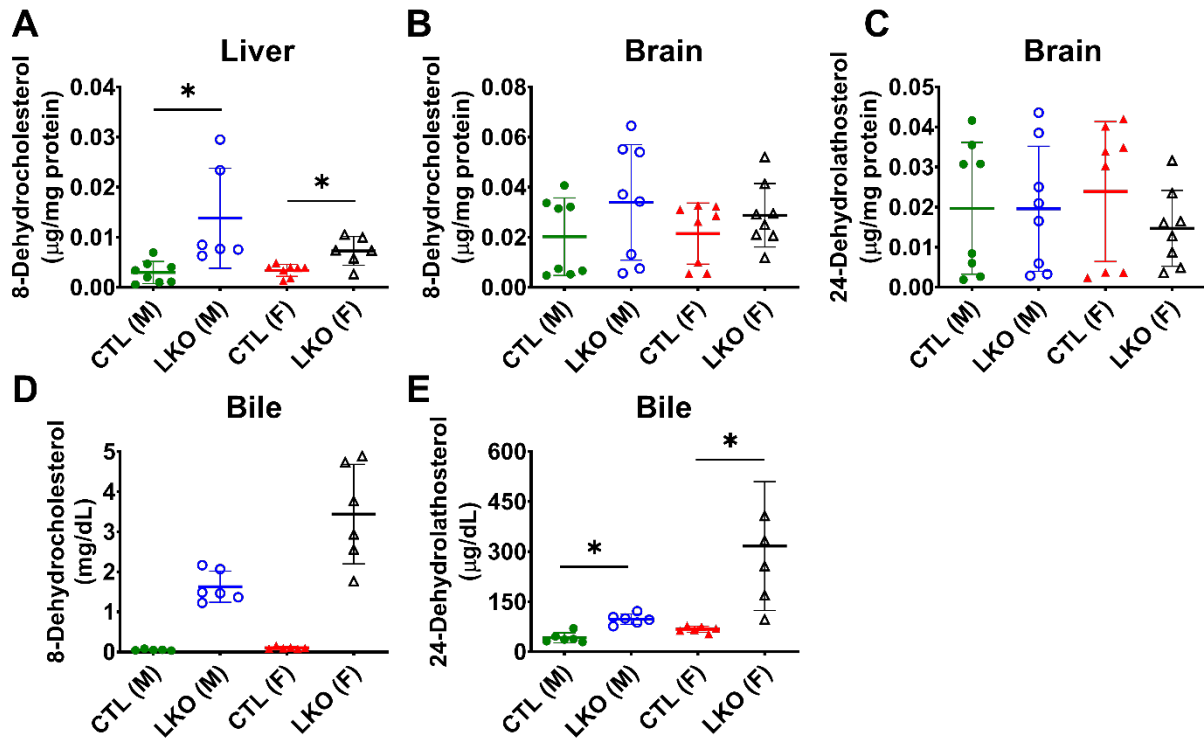 A
Liver
8-Dehydrocholesterol
(μg/mg protein)
0.04
0.03
0.02
0.01
0.00
*
*
CTL (M)
LKO (M)
CTL (F)
LKO (F)
B
Brain
8-Dehydrocholesterol
(μg/mg protein)
0.08
0.06
0.04
0.02
0.00
CTL (M)
LKO (M)
CTL (F)
LKO (F)
C
Brain
24-Dehydrolathosterol
(μg/mg protein)
0.05
0.04
0.03
0.02
0.01
0.00
CTL (M)
LKO (M)
CTL (F)
LKO (F)
D
Bile
8-Dehydrocholesterol
(mg/dL)
5
4
3
2
1
0
CTL (M)
LKO (M)
CTL (F)
LKO (F)
E
Bile
24-Dehydrolathosterol
(μg/dL)
600
450
300
150
0
*
*
CTL (M)
LKO (M)
CTL (F)
LKO (F)